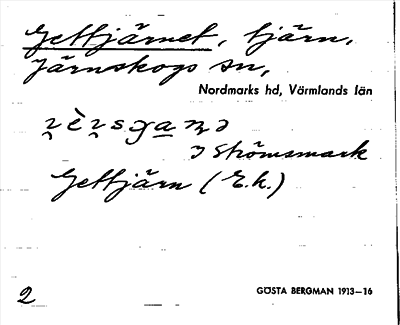 Gettjärnet, tjärn,
Järnskogs sn,
Nordmarks hd, Värmlands län
I Strömsmark
Gettjärn (E.k.)
2
GÖSTA BERGMAN 1913—16